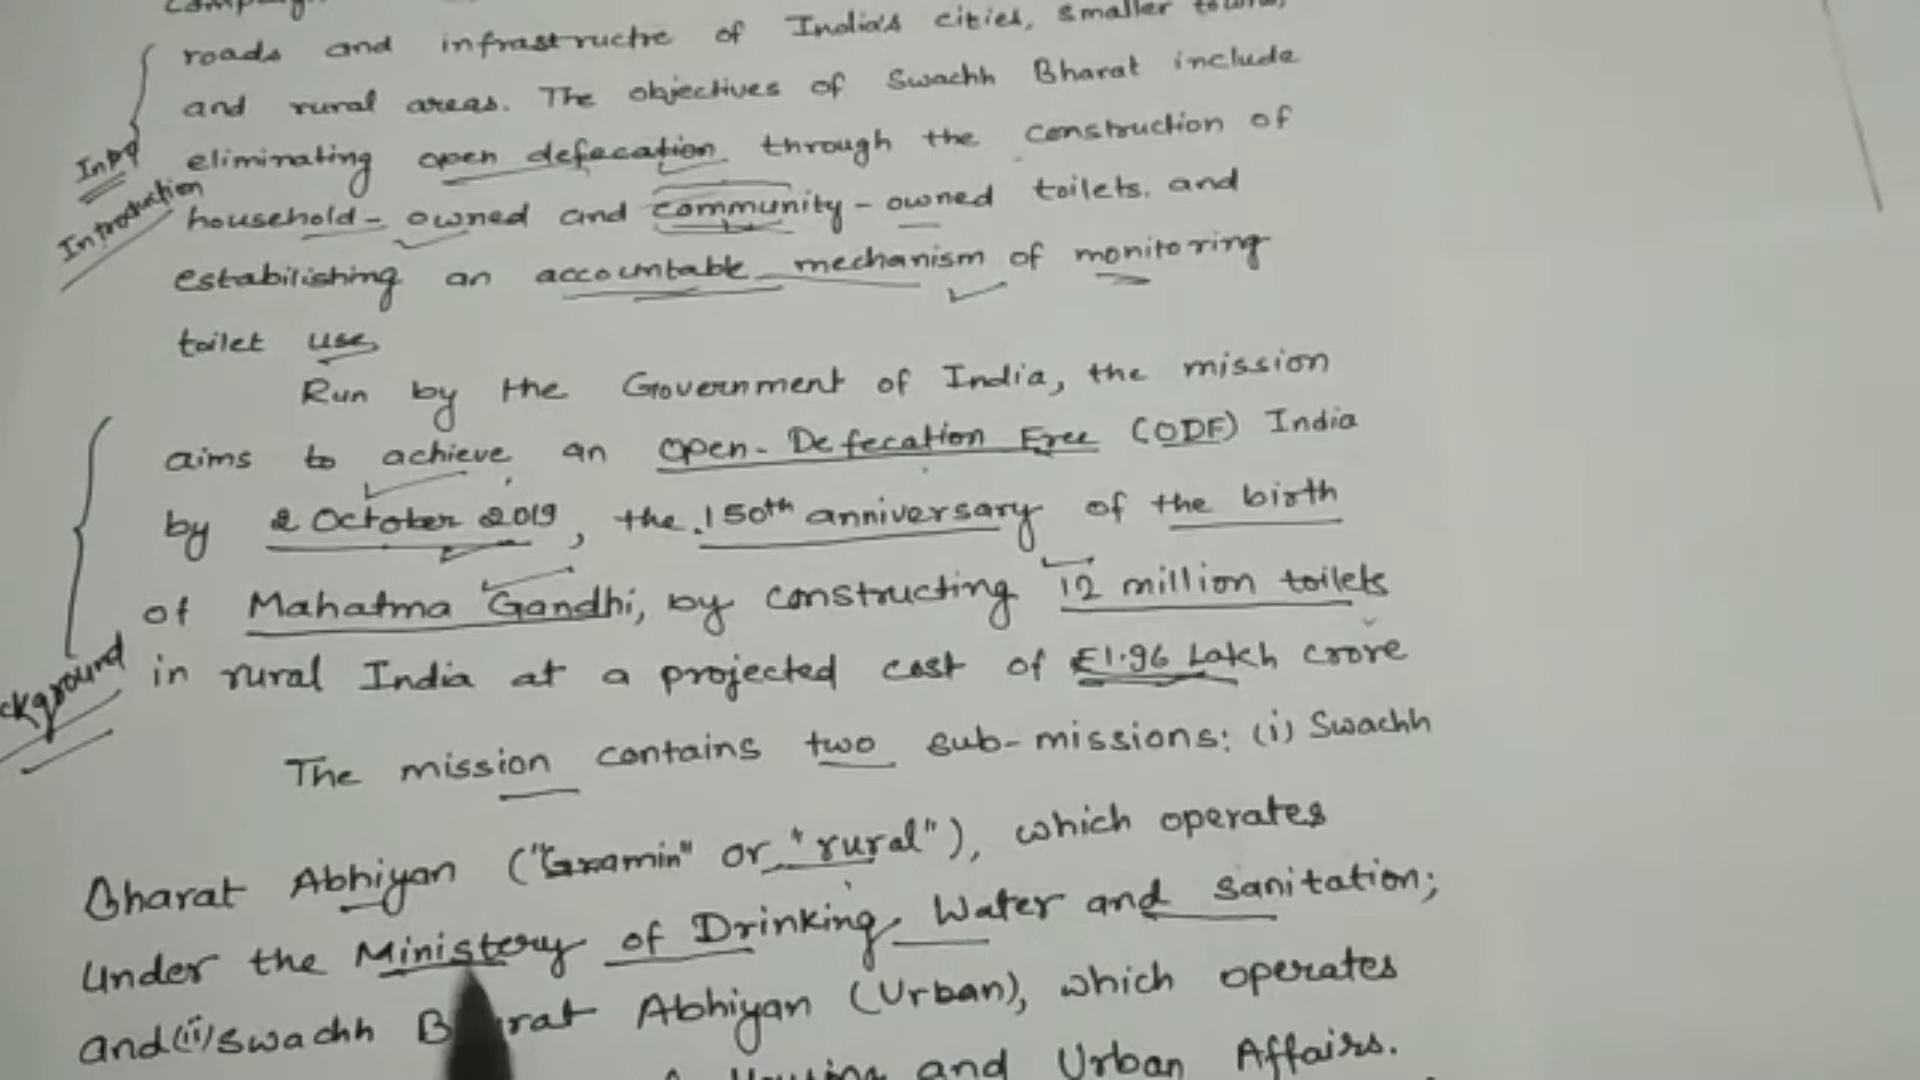 roads and infrastructre of India's cities, smaller towns,
and rural areas. The objectives of Swachh Bharat include
eliminating open defecation through the construction of
household- owned and community-owned toilets. and
estabilishing an accountable mechanism of monitoring
toilet use
Introduction
Run by the Government of India, the mission
aims to achieve an open-Defecation Free (ODF) India
by 2 October 2019, the 150th anniversary of the birth
of Mahatma Gandhi, by constructing 12 million toilets
in rural India at a projected cost of ₤1.96 Lakh crore
ckground
The mission contains two sub-missions: (i) Swachh
Bharat Abhiyan ("Gramin" or "rural"), which operates
under the Ministery of Drinking Water and sanitation;
and (ii) Swachh Abhiyan (Urban), which operates
and Urban Affairs.